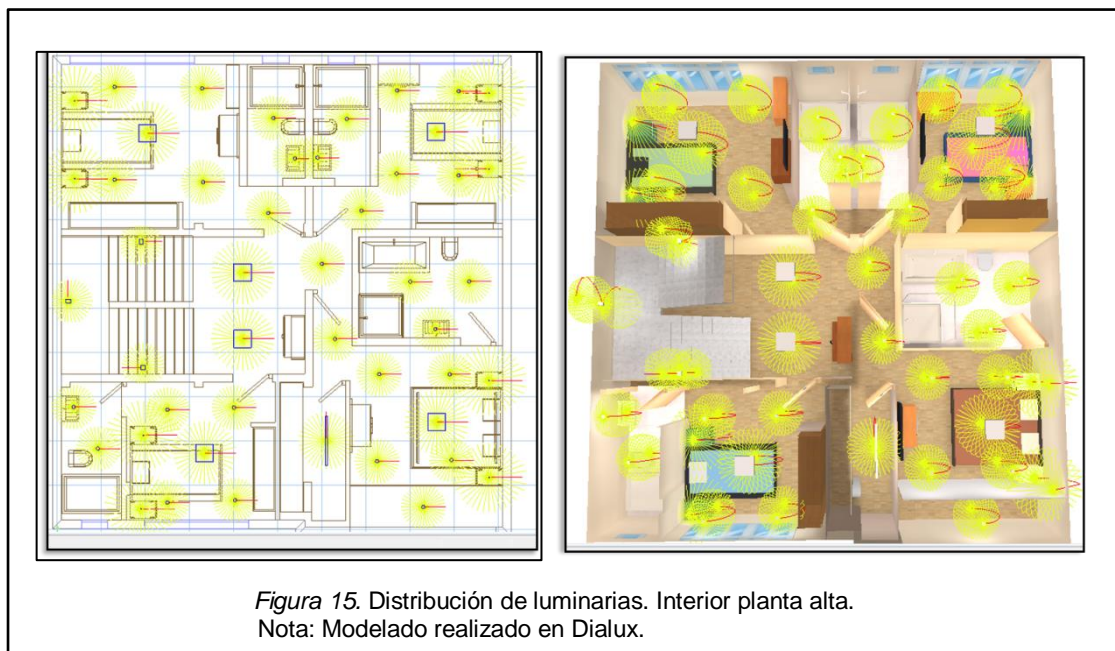 Figura 15. Distribución de luminarias. Interior planta alta.
Nota: Modelado realizado en Dialux.